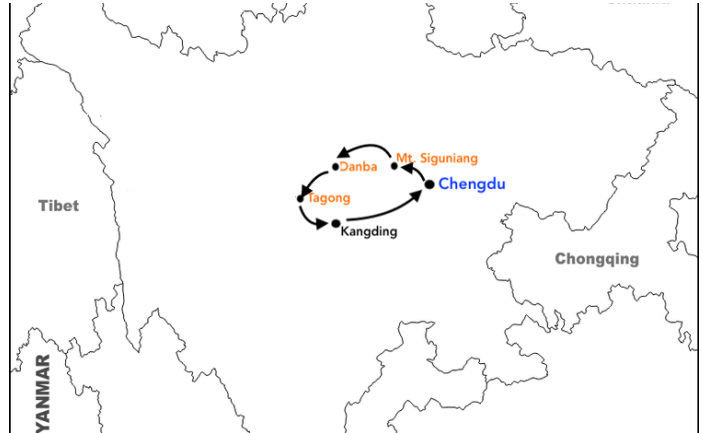 Mt. Siguniang
Danba
Chengdu
Tagong
Tibet
Kangding
Chongqing
YANMAR